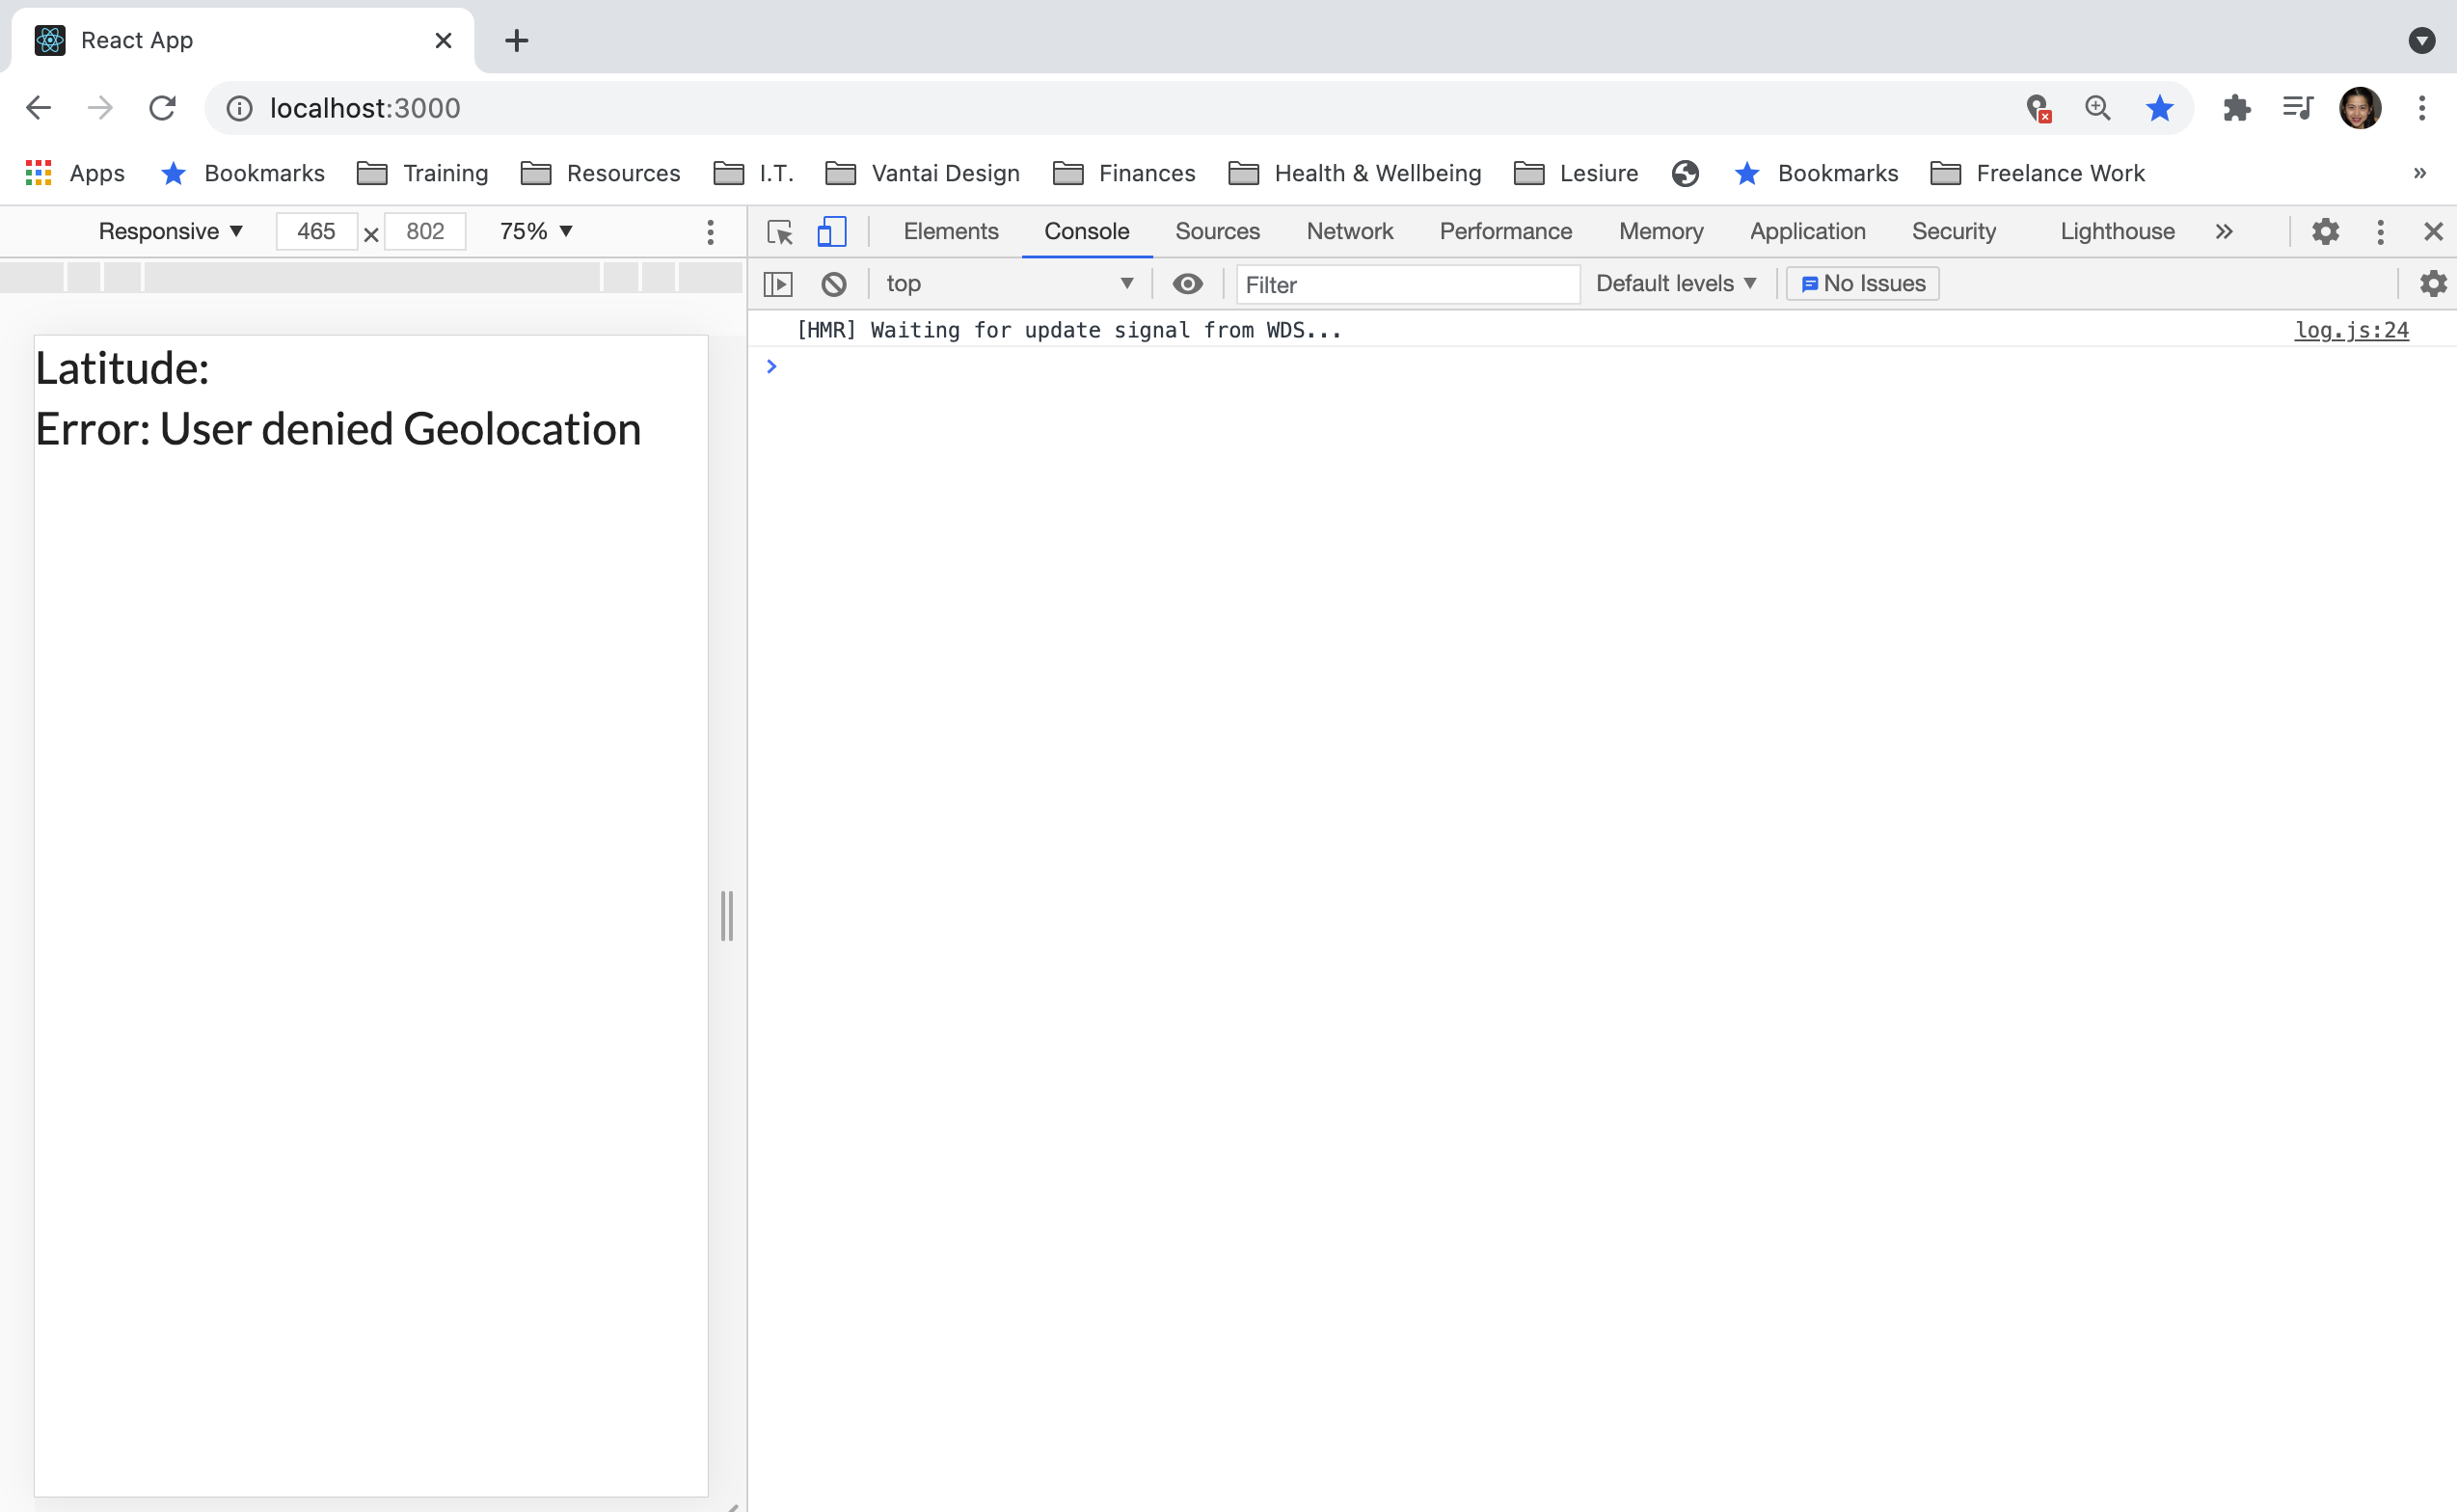 React App
localhost:3000
Apps Bookmarks Training Resources I.T. Vantai Design Finances Health & Wellbeing Lesiure Bookmarks Freelance Work »
Responsive ▼ 465 × 802 75% ▼ Elements Console Sources Network Performance Memory Application Security Lighthouse »
top ▼ Filter Default levels ▼ No Issues
[HMR] Waiting for update signal from WDS... log.js:24
Latitude:
Error: User denied Geolocation